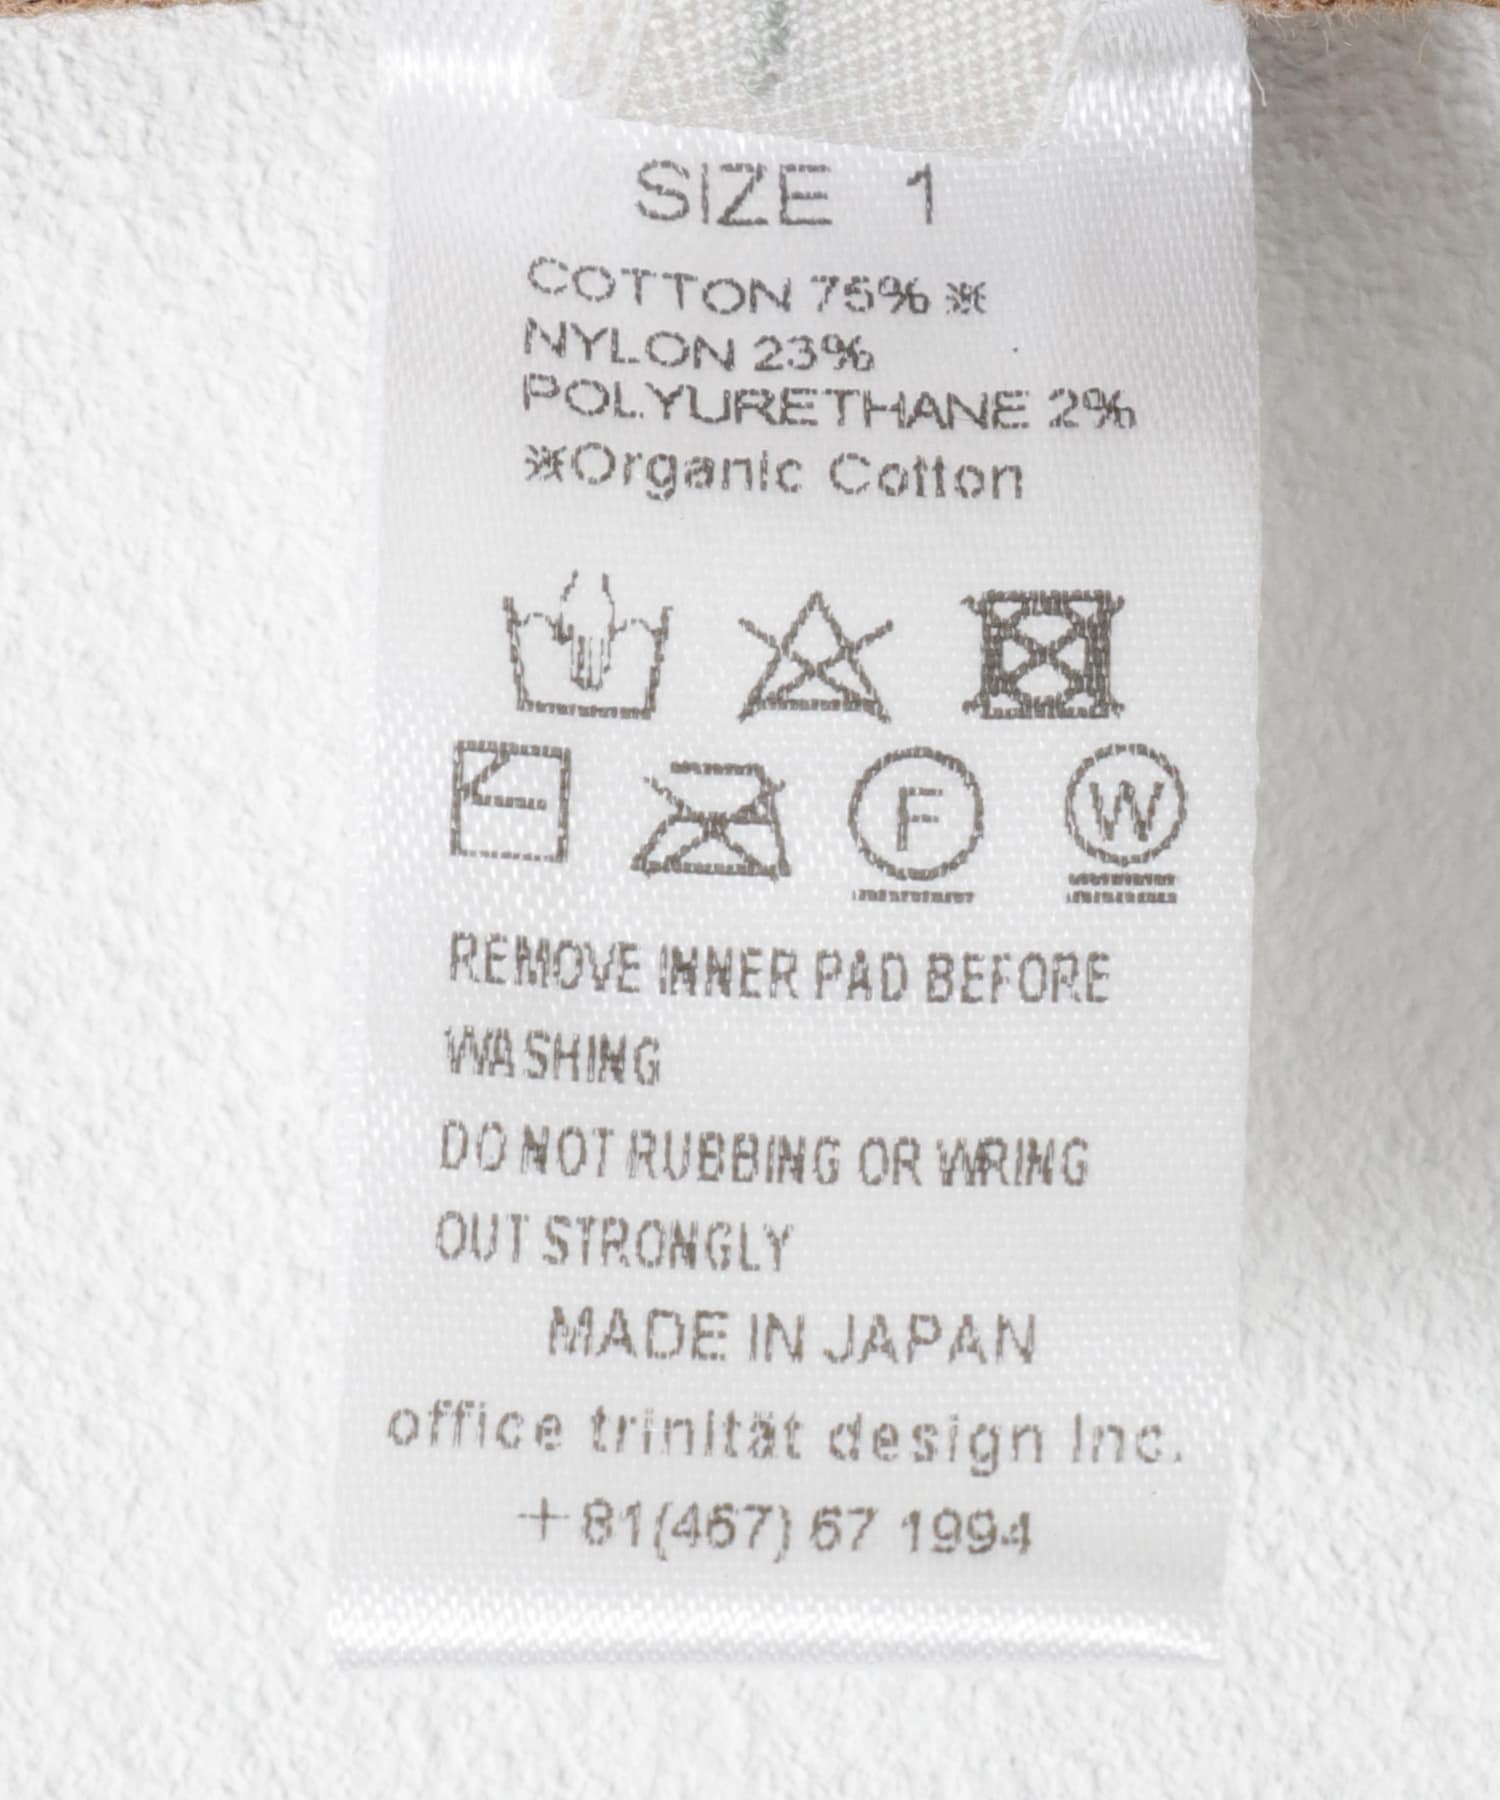 SIZE 1
COTTON 75% ※
NYLON 23%
POLYURETHANE 2%
※Organic Cotton
F
W
REMOVE INNER PAD BEFORE
WASHING
DO NOT RUBBING OR WRING
OUT STRONGLY
MADE IN JAPAN
office trinität design Inc.
+81(467) 67 1994